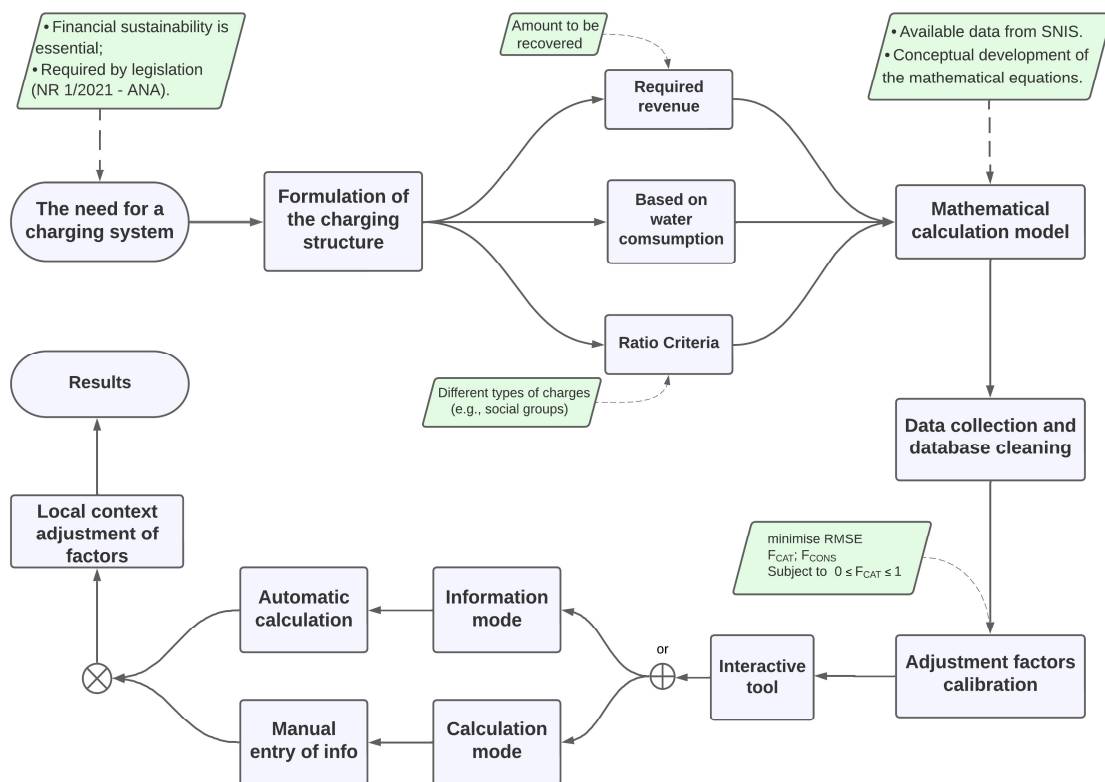 • Financial sustainability is
essential;
• Required by legislation
(NR 1/2021 - ANA).
Amount to be
recovered
• Available data from SNIS.
• Conceptual development of
the mathematical equations.
The need for a
charging system
Formulation of
the charging
structure
Required
revenue
Based on
water
comsumption
Ratio Criteria
Different types of charges
(e.g., social groups)
Mathematical
calculation model
Data collection and
database cleaning
minimise RMSE
F_CAT; F_CONS
Subject to 0 ≤ F_CAT ≤ 1
Adjustment factors
calibration
Interactive
tool
or
Information
mode
Calculation
mode
Automatic
calculation
Manual
entry of info
Local context
adjustment of
factors
Results